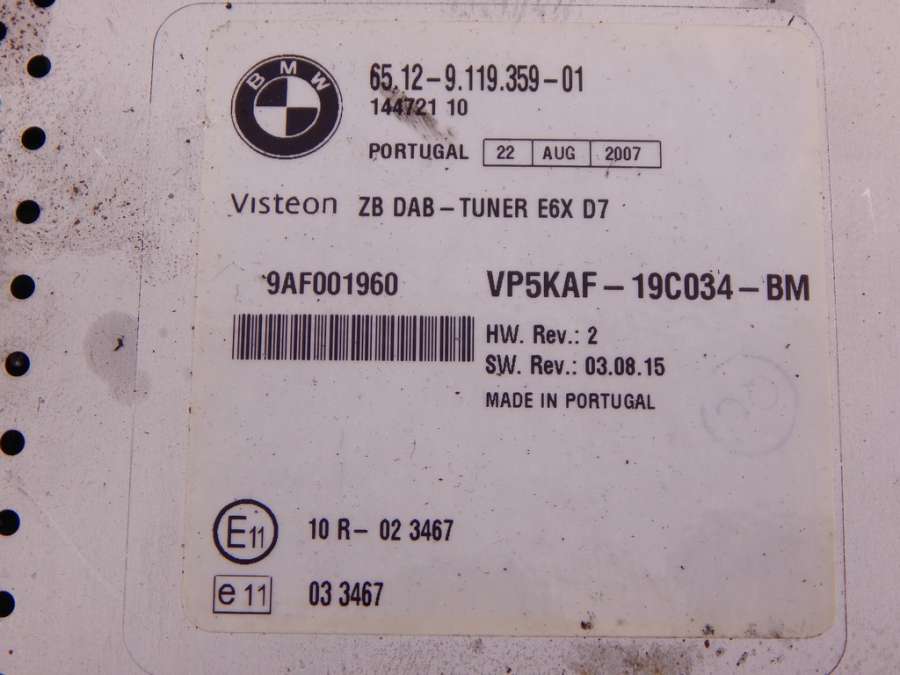 BMW
65.12-9.119.359-01
144721 10
PORTUGAL 22 AUG 2007
Visteon ZB DAB-TUNER E6X D7
9AF001960 VP5KAF-19C034-BM
HW. Rev.: 2
SW. Rev.: 03.08.15
MADE IN PORTUGAL
E11 10 R- 02 3467
e 11 03 3467